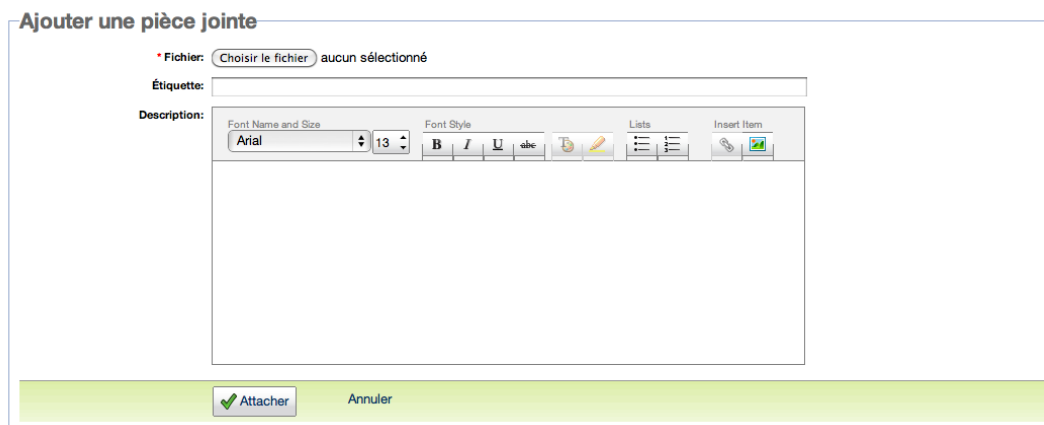 Ajouter une pièce jointe
* Fichier: Choisir le fichier aucun sélectionné
Étiquette:
Description:
Font Name and Size Font Style Lists Insert Item
Arial 13 B I U abc
Attacher Annuler